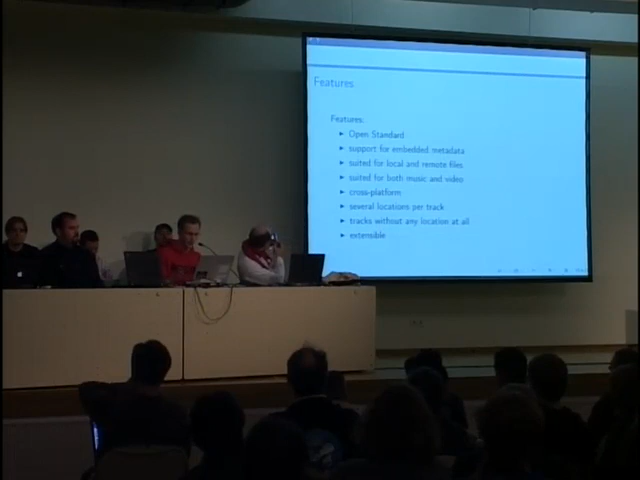 Features
Features:
► Open Standard
► support for embedded metadata
► suited for local and remote files
► suited for both music and video
► cross-platform
► several locations per track
► tracks without any location at all
► extensible